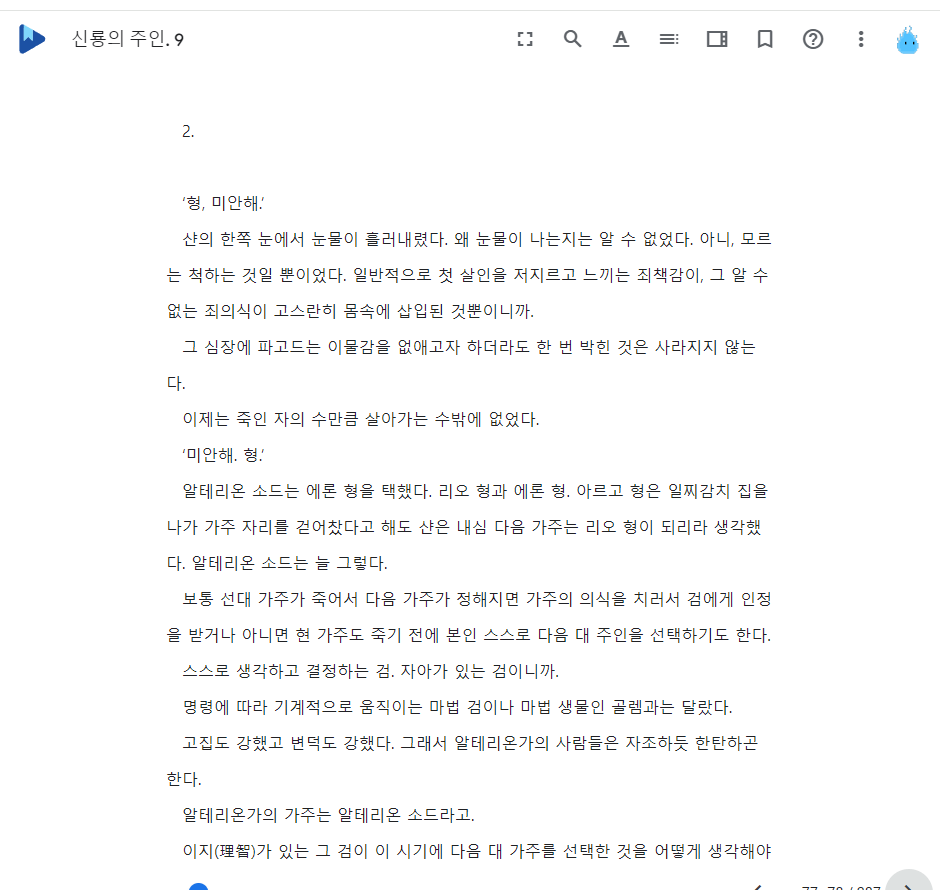 신룡의 주인. 9
2.
‘형, 미안해.’
샨의 한쪽 눈에서 눈물이 흘러내렸다. 왜 눈물이 나는지는 알 수 없었다. 아니, 모르
는 척하는 것일 뿐이었다. 일반적으로 첫 살인을 저지르고 느끼는 죄책감이, 그 알 수
없는 죄의식이 고스란히 몸속에 삽입된 것뿐이니까.
그 심장에 파고드는 이물감을 없애고자 하더라도 한 번 박힌 것은 사라지지 않는
다.
이제는 죽인 자의 수만큼 살아가는 수밖에 없었다.
‘미안해. 형.’
알테리온 소드는 에론 형을 택했다. 리오 형과 에론 형. 아르고 형은 일찌감치 집을
나가 가주 자리를 걷어찼다고 해도 샨은 내심 다음 가주는 리오 형이 되리라 생각했
다. 알테리온 소드는 늘 그렇다.
보통 선대 가주가 죽어서 다음 가주가 정해지면 가주의 의식을 치러서 검에게 인정
을 받거나 아니면 현 가주도 죽기 전에 본인 스스로 다음 대 주인을 선택하기도 한다.
스스로 생각하고 결정하는 검. 자아가 있는 검이니까.
명령에 따라 기계적으로 움직이는 마법 검이나 마법 생물인 골렘과는 달랐다.
고집도 강했고 변덕도 강했다. 그래서 알테리온가의 사람들은 자조하듯 한탄하곤
한다.
알테리온가의 가주는 알테리온 소드라고.
이지(理智)가 있는 그 검이 이 시기에 다음 대 가주를 선택한 것을 어떻게 생각해야